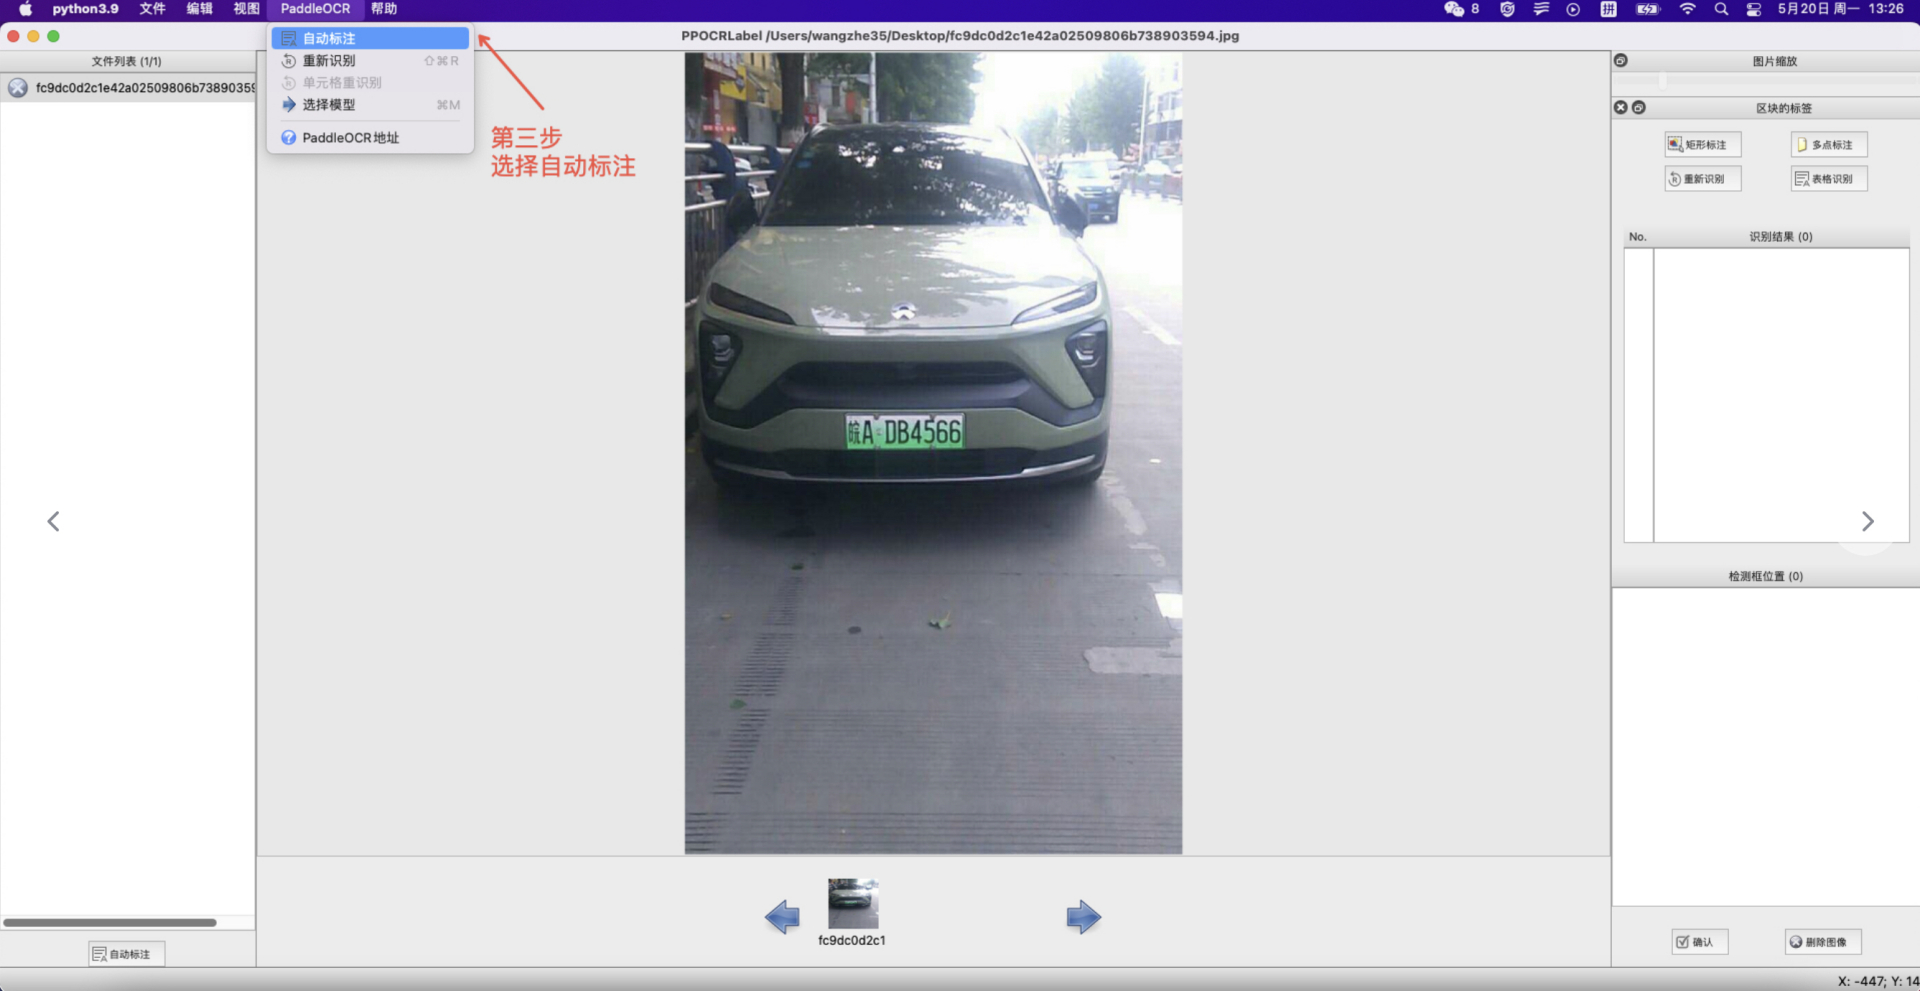 python3.9 文件 编辑 视图 PaddleOCR 帮助 8 拼 5月20日 周一 13:26
PPOCRLabel /Users/wangzhe35/Desktop/fc9dc0d2c1e42a02509806b738903594.jpg
自动标注
重新识别 ⇧⌘R
单元格重识别
选择模型 ⌘M
PaddleOCR地址
第三步
选择自动标注
文件列表 (1/1)
fc9dc0d2c1e42a02509806b73890359
皖A·DB4566
图片缩放
区块的标签
矩形标注 多点标注
重新识别 表格识别
No. 识别结果 (0)
检测框位置 (0)
fc9dc0d2c1
自动标注
确认 删除图像
X: -447; Y: 14